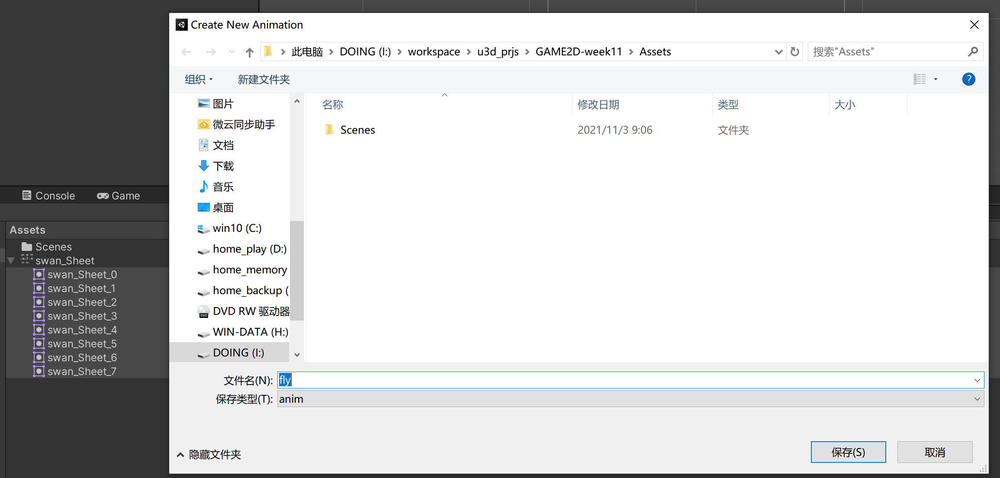 Create New Animation
此电脑 DOING (I:) workspace u3d_prjs GAME2D-week11 Assets
搜索"Assets"
组织 新建文件夹
?
名称 修改日期 类型 大小
Scenes 2021/11/3 9:06 文件夹
图片
微云同步助手
文档
下载
音乐
桌面
win10 (C:)
home_play (D:)
home_memory
home_backup (
DVD RW 驱动器
DVD
WIN-DATA (H:)
DOING (I:)
文件名(N): fly
保存类型(T): anim
隐藏文件夹
保存(S) 取消
Console Game
Assets
Scenes
swan_Sheet
swan_Sheet_0
swan_Sheet_1
swan_Sheet_2
swan_Sheet_3
swan_Sheet_4
swan_Sheet_5
swan_Sheet_6
swan_Sheet_7